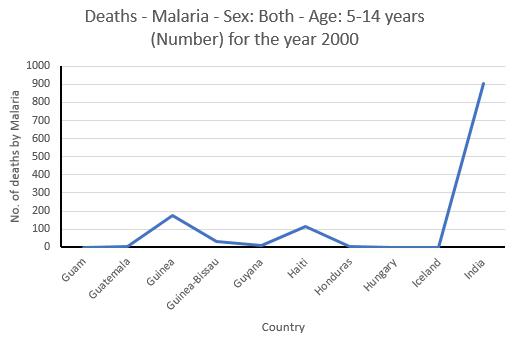 Deaths - Malaria - Sex: Both - Age: 5-14 years
(Number) for the year 2000
1000
900
800
700
600
500
400
300
200
100
0
No. of deaths by Malaria
Guam
Guatemala
Guinea
Guinea-Bissau
Guyana
Haiti
Honduras
Hungary
Iceland
India
Country